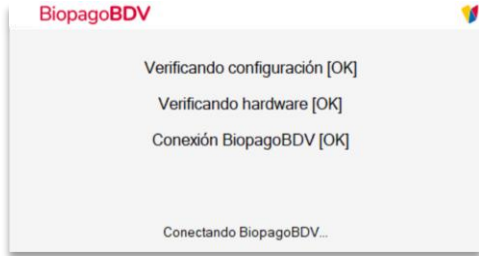 BiopagoBDV
Verificando configuración [OK]
Verificando hardware [OK]
Conexión BiopagoBDV [OK]
Conectando BiopagoBDV...